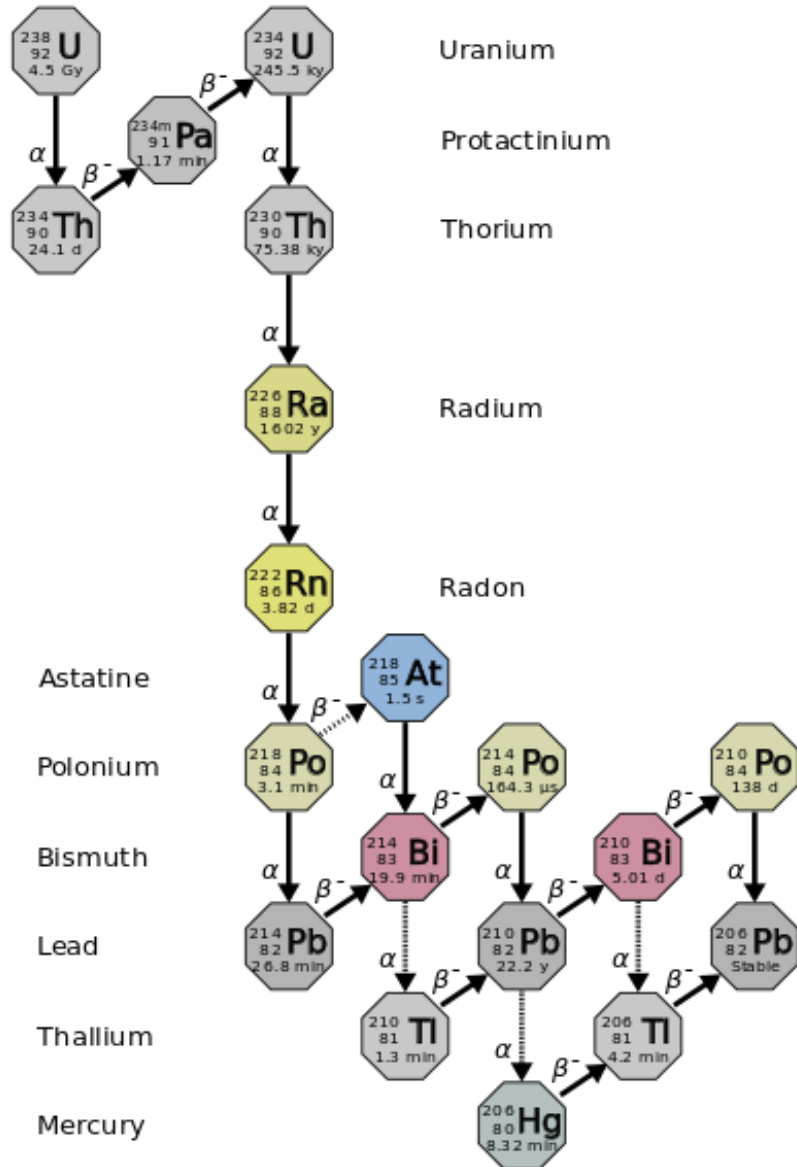 238 92 U 4.5 Gy
234 92 U 245.5 ky
Uranium
β⁻
234m 91 Pa 1.17 min
Protactinium
α
β⁻
α
234 90 Th 24.1 d
230 90 Th 75.38 ky
Thorium
α
226 88 Ra 1602 y
Radium
α
222 86 Rn 3.82 d
Radon
Astatine
α
β⁻
218 85 At 1.5 s
Polonium
218 84 Po 3.1 min
α
β⁻
214 84 Po 164.3 µs
β⁻
210 84 Po 138 d
Bismuth
α
β⁻
214 83 Bi 19.9 min
α
β⁻
210 83 Bi 5.01 d
α
Lead
214 82 Pb 26.8 min
α
β⁻
210 82 Pb 22.2 y
α
β⁻
206 82 Pb Stable
Thallium
210 81 Tl 1.3 min
α
β⁻
206 81 Tl 4.2 min
Mercury
206 80 Hg 8.32 min